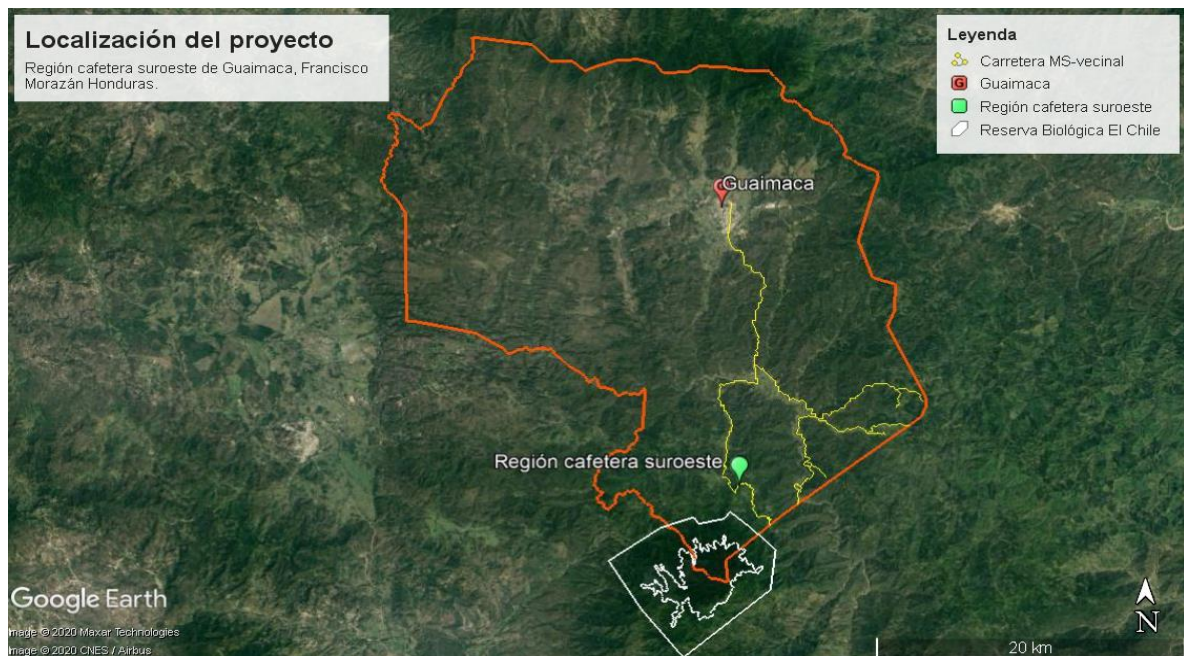 Localización del proyecto
Región cafetera suroeste de Guaimaca, Francisco
Morazán Honduras.
Leyenda
Carretera MS-vecinal
G
Guaimaca
Región cafetera suroeste
Reserva Biológica El Chile
Guaimaca
Región cafetera suroeste
Google Earth
Image © 2020 Maxar Technologies
Image © 2020 CNES / Airbus
N
20 km